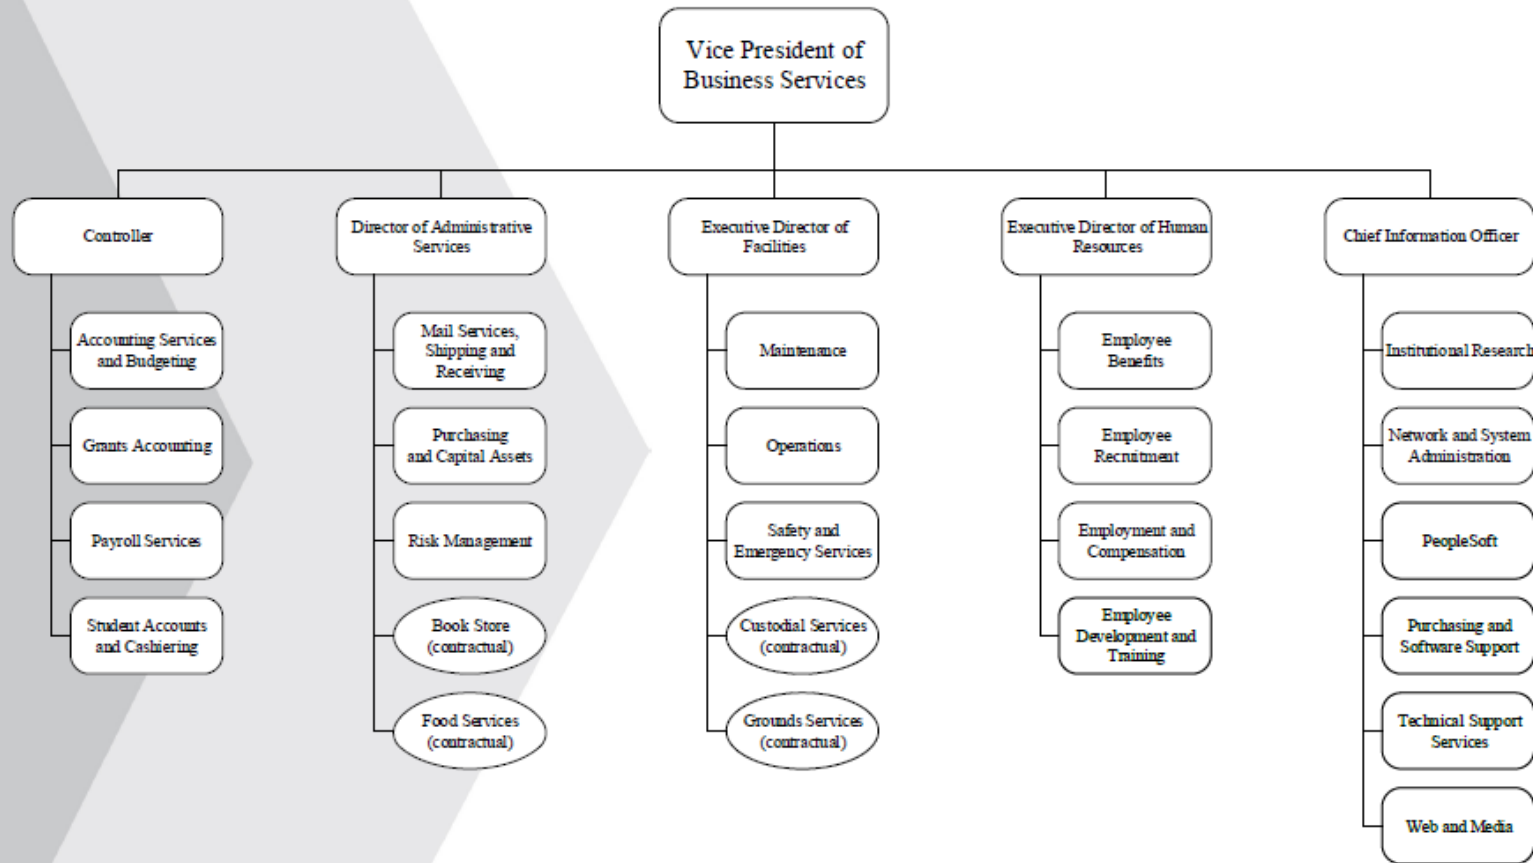 Vice President of
Business Services
Controller
Director of Administrative
Services
Executive Director of
Facilities
Executive Director of Human
Resources
Chief Information Officer
Accounting Services
and Budgeting
Grants Accounting
Payroll Services
Student Accounts
and Cashiering
Mail Services,
Shipping and
Receiving
Purchasing
and Capital Assets
Risk Management
Book Store
(contractual)
Food Services
(contractual)
Maintenance
Operations
Safety and
Emergency Services
Custodial Services
(contractual)
Grounds Services
(contractual)
Employee
Benefits
Employee
Recruitment
Employment and
Compensation
Employee
Development and
Training
Institutional Research
Network and System
Administration
PeopleSoft
Purchasing and
Software Support
Technical Support
Services
Web and Media